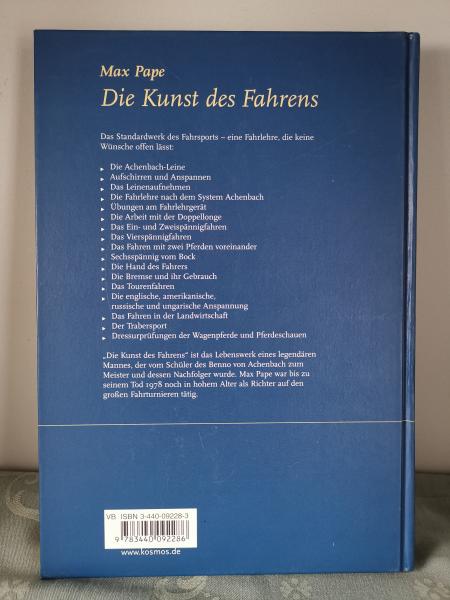 Max Pape
Die Kunst des Fahrens
Das Standardwerk des Fahrsports – eine Fahrlehre, die keine
Wünsche offen lässt:
▸ Die Achenbach-Leine
▸ Aufschirren und Anspannen
▸ Das Leinenaufnehmen
▸ Die Fahrlehre nach dem System Achenbach
▸ Übungen am Fahrlehrgerät
▸ Die Arbeit mit der Doppellonge
▸ Das Ein- und Zweispännigfahren
▸ Das Vierspännigfahren
▸ Das Fahren mit zwei Pferden voreinander
▸ Sechsspännig vom Bock
▸ Die Hand des Fahrers
▸ Die Bremse und ihr Gebrauch
▸ Das Tourenfahren
▸ Die englische, amerikanische,
russische und ungarische Anspannung
▸ Das Fahren in der Landwirtschaft
▸ Der Trabersport
▸ Dressurprüfungen der Wagenpferde und Pferdeschauen
„Die Kunst des Fahrens“ ist das Lebenswerk eines legendären
Mannes, der vom Schüler des Benno von Achenbach zum
Meister und dessen Nachfolger wurde. Max Pape war bis zu
seinem Tod 1978 noch in hohem Alter als Richter auf den
großen Fahrturnieren tätig.
VB ISBN 3-440-09228-3
9 783440 092286
www.kosmos.de